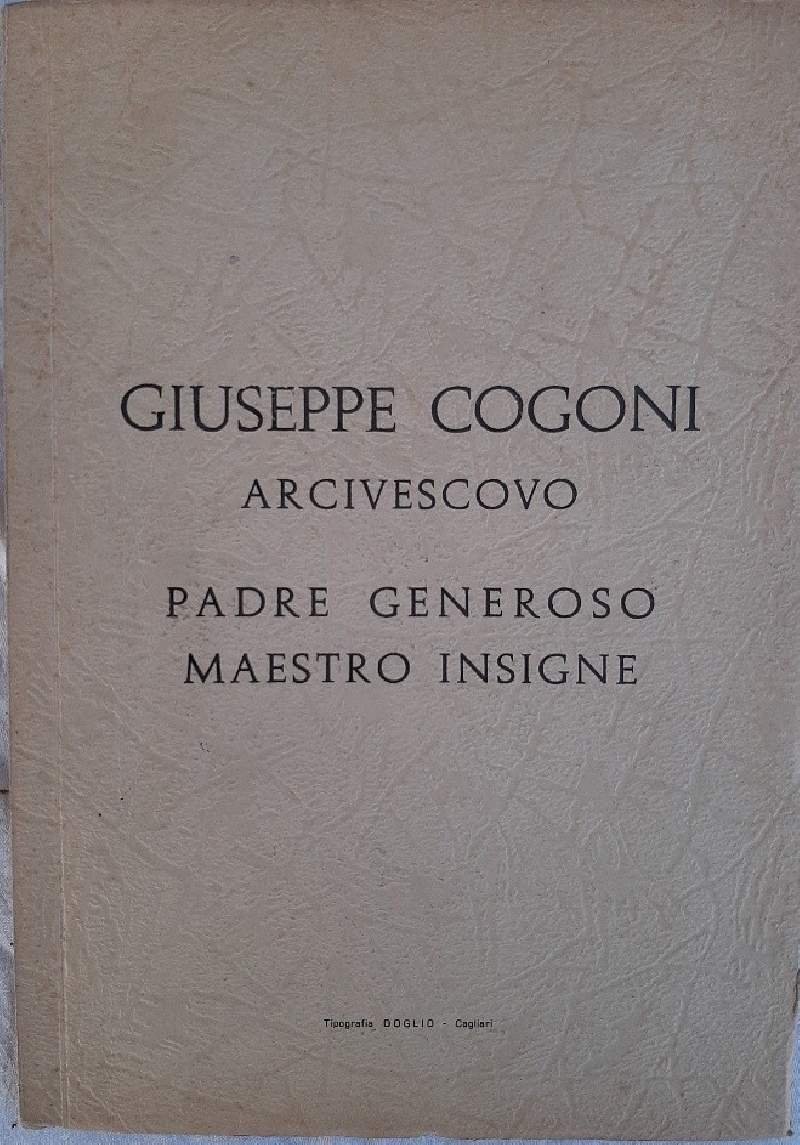 GIUSEPPE COGONI
ARCIVESCOVO
PADRE GENEROSO
MAESTRO INSIGNE
Tipografia DOGLIO - Cagliari